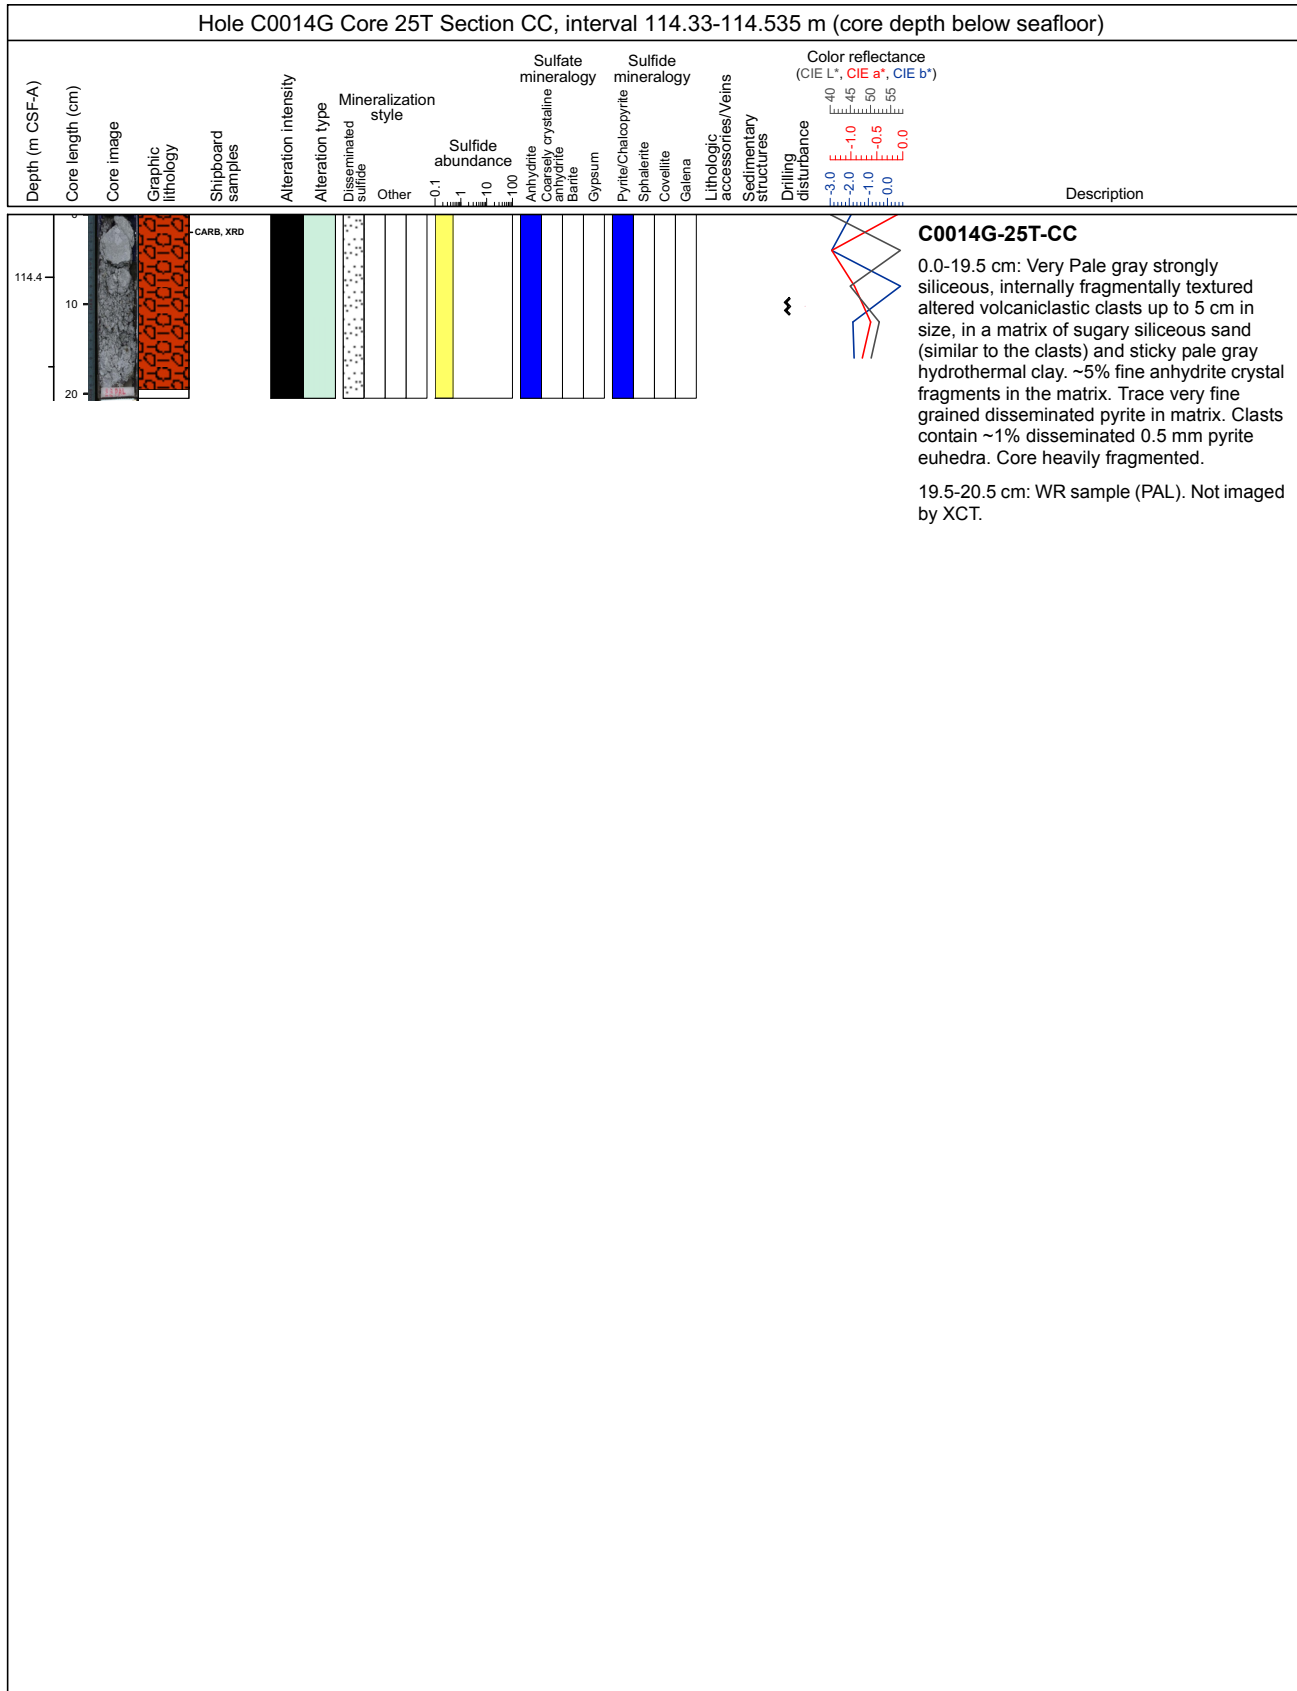 Hole C0014G Core 25T Section CC, interval 114.33-114.535 m (core depth below seafloor)
Depth (m CSF-A)
Core length (cm)
Core image
Graphic
lithology
Shipboard
samples
Alteration intensity
Alteration type
Mineralization
style
Disseminated
sulfide
Other
Sulfide
abundance
0.1
1
10
100
Sulfate
mineralogy
Anhydrite
Coarsely crystaline
anhydrite
Barite
Gypsum
Sulfide
mineralogy
Pyrite/Chalcopyrite
Sphalerite
Covellite
Galena
Lithologic
accessories/Veins
Sedimentary
structures
Drilling
disturbance
Color reflectance
(CIE L*, CIE a*, CIE b*)
40
45
50
55
-1.0
-0.5
0.0
-3.0
-2.0
-1.0
0.0
Description
CARB, XRD
114.4
10
20
C0014G-25T-CC
0.0-19.5 cm: Very Pale gray strongly
siliceous, internally fragmentally textured
altered volcaniclastic clasts up to 5 cm in
size, in a matrix of sugary siliceous sand
(similar to the clasts) and sticky pale gray
hydrothermal clay. ~5% fine anhydrite crystal
fragments in the matrix. Trace very fine
grained disseminated pyrite in matrix. Clasts
contain ~1% disseminated 0.5 mm pyrite
euhedra. Core heavily fragmented.
19.5-20.5 cm: WR sample (PAL). Not imaged
by XCT.